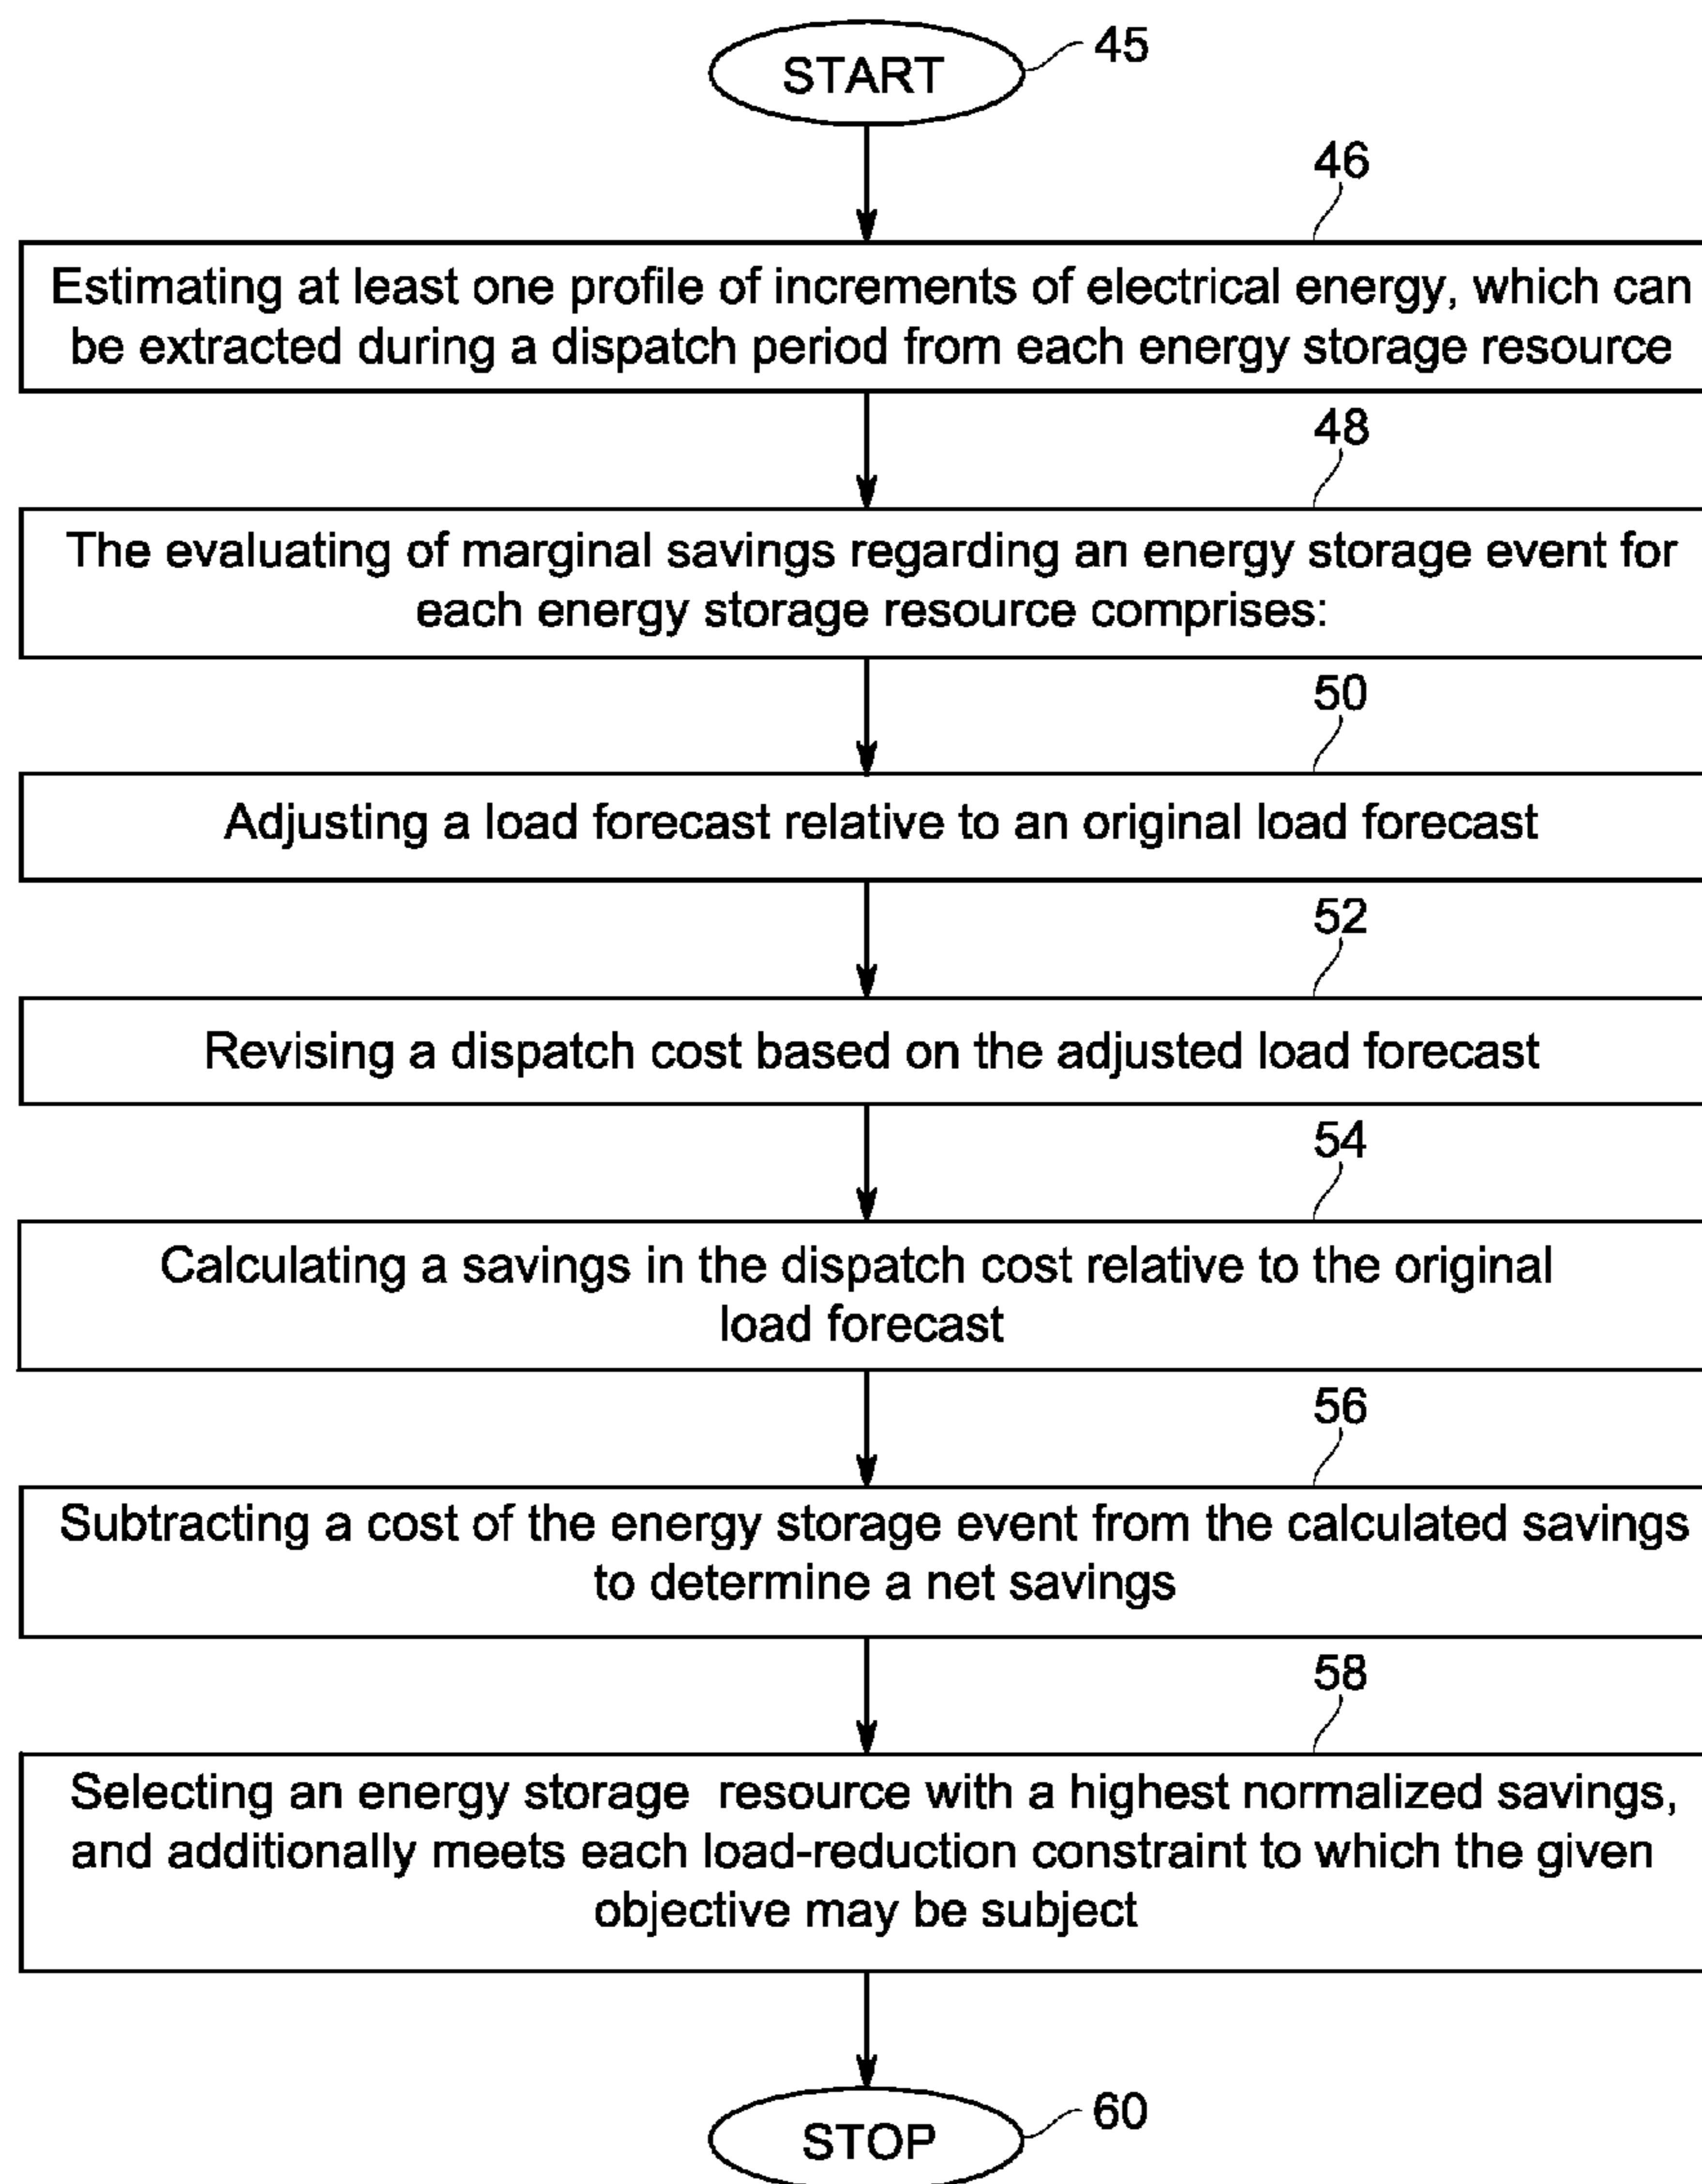 START
45
46
Estimating at least one profile of increments of electrical energy, which can
be extracted during a dispatch period from each energy storage resource
48
The evaluating of marginal savings regarding an energy storage event for
each energy storage resource comprises:
50
Adjusting a load forecast relative to an original load forecast
52
Revising a dispatch cost based on the adjusted load forecast
54
Calculating a savings in the dispatch cost relative to the original
load forecast
56
Subtracting a cost of the energy storage event from the calculated savings
to determine a net savings
58
Selecting an energy storage resource with a highest normalized savings,
and additionally meets each load-reduction constraint to which the given
objective may be subject
STOP
60